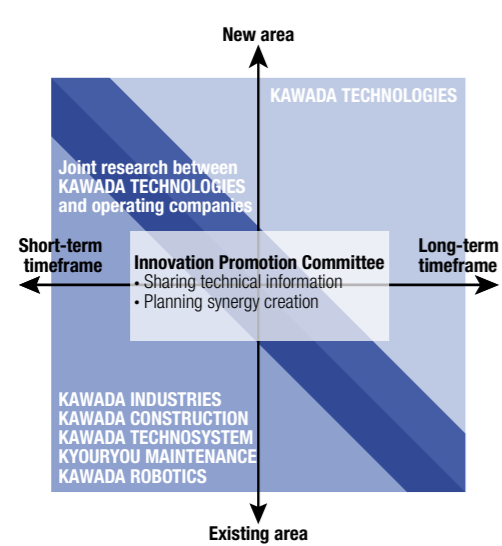 New area
KAWADA TECHNOLOGIES
Joint research between
KAWADA TECHNOLOGIES
and operating companies
Short-term
timeframe
Long-term
timeframe
Innovation Promotion Committee
• Sharing technical information
• Planning synergy creation
KAWADA INDUSTRIES
KAWADA CONSTRUCTION
KAWADA TECHNOSYSTEM
KYOURYOU MAINTENANCE
KAWADA ROBOTICS
Existing area